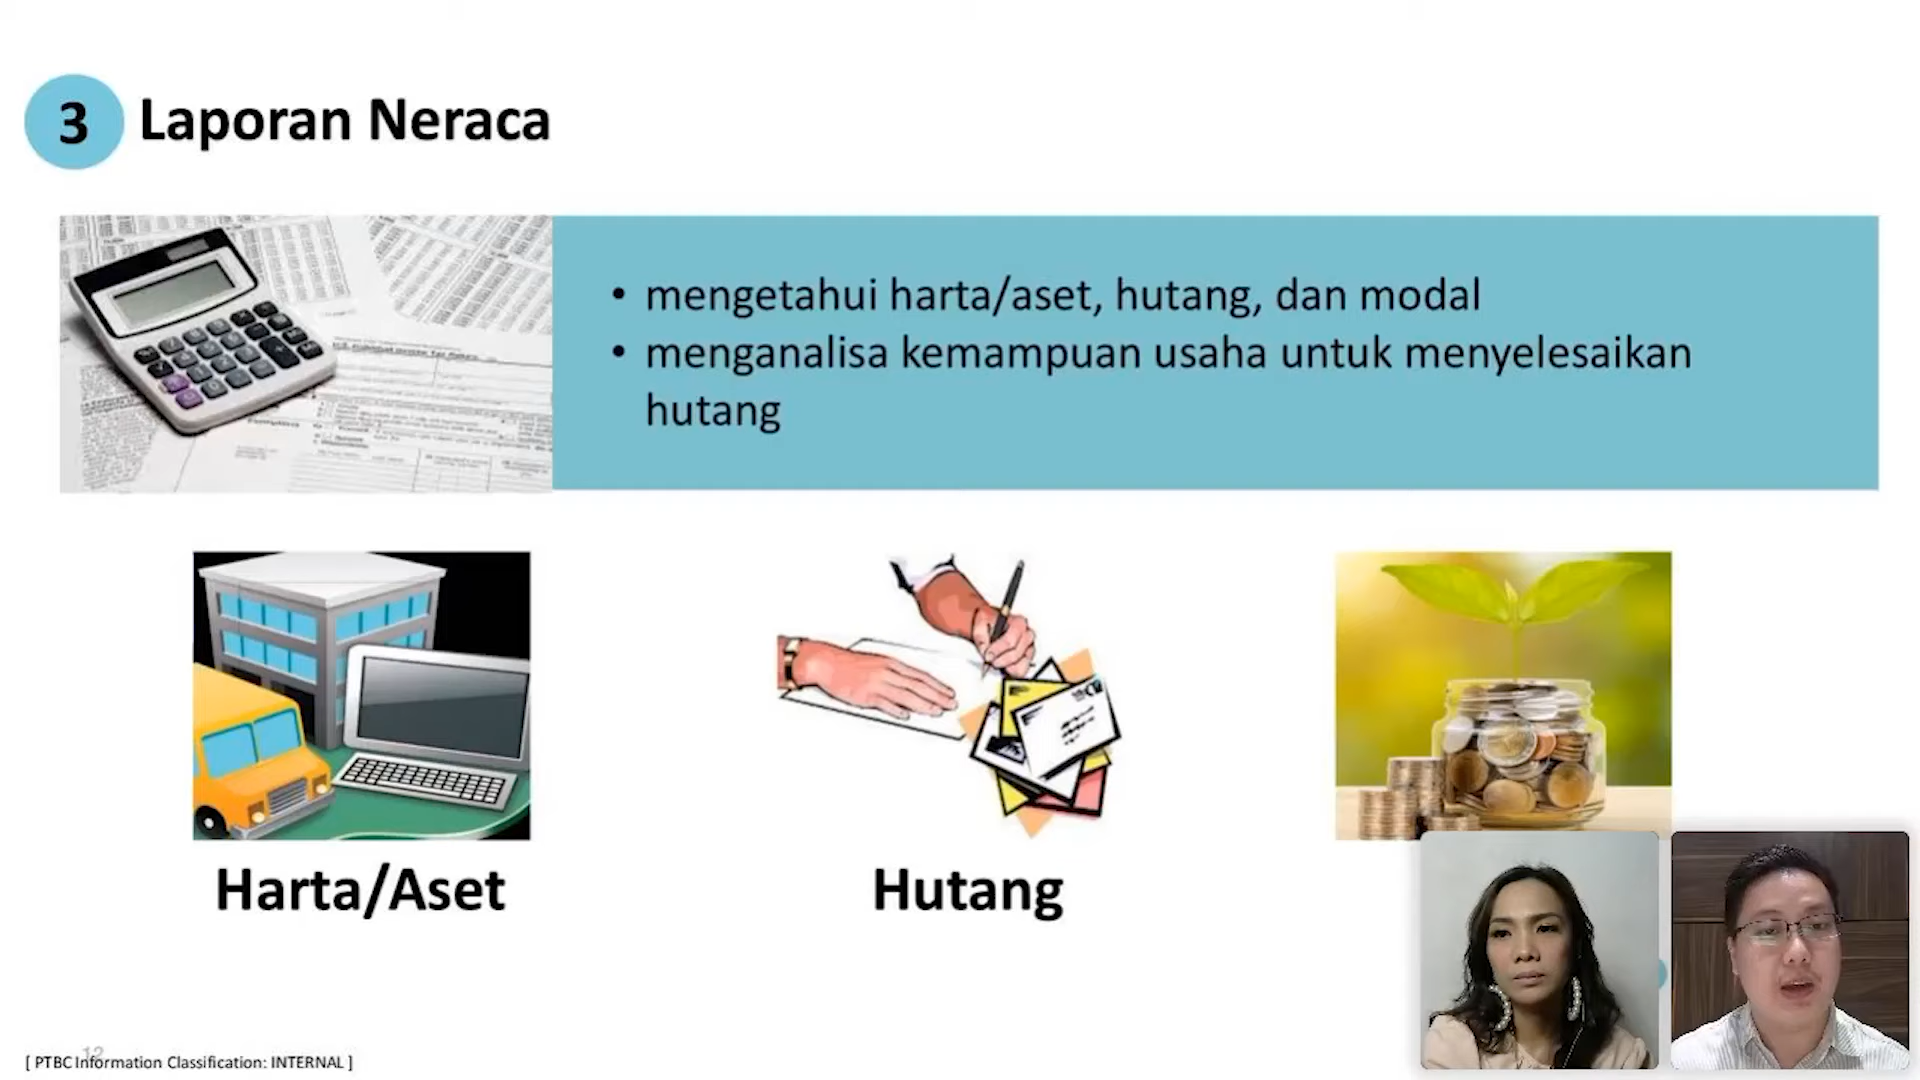 3 Laporan Neraca
• mengetahui harta/aset, hutang, dan modal
• menganalisa kemampuan usaha untuk menyelesaikan
hutang
Harta/Aset
Hutang
12
[ PTBC Information Classification: INTERNAL ]